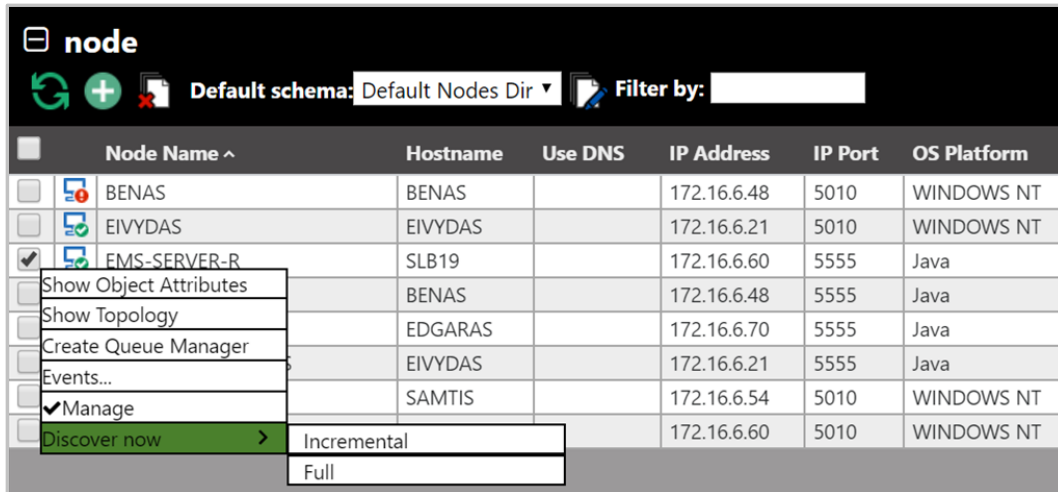 node
Default schema: Default Nodes Dir Filter by:
Node Name Hostname Use DNS IP Address IP Port OS Platform
BENAS BENAS 172.16.6.48 5010 WINDOWS NT
EIVYDAS EIVYDAS 172.16.6.21 5010 WINDOWS NT
EMS-SERVER-R SLB19 172.16.6.60 5555 Java
Show Object Attributes
BENAS 172.16.6.48 5555 Java
Show Topology
EDGARAS 172.16.6.70 5555 Java
Create Queue Manager
EIVYDAS 172.16.6.21 5555 Java
Events...
SAMTIS 172.16.6.54 5010 WINDOWS NT
Manage
Discover now 172.16.6.60 5010 WINDOWS NT
Incremental
Full